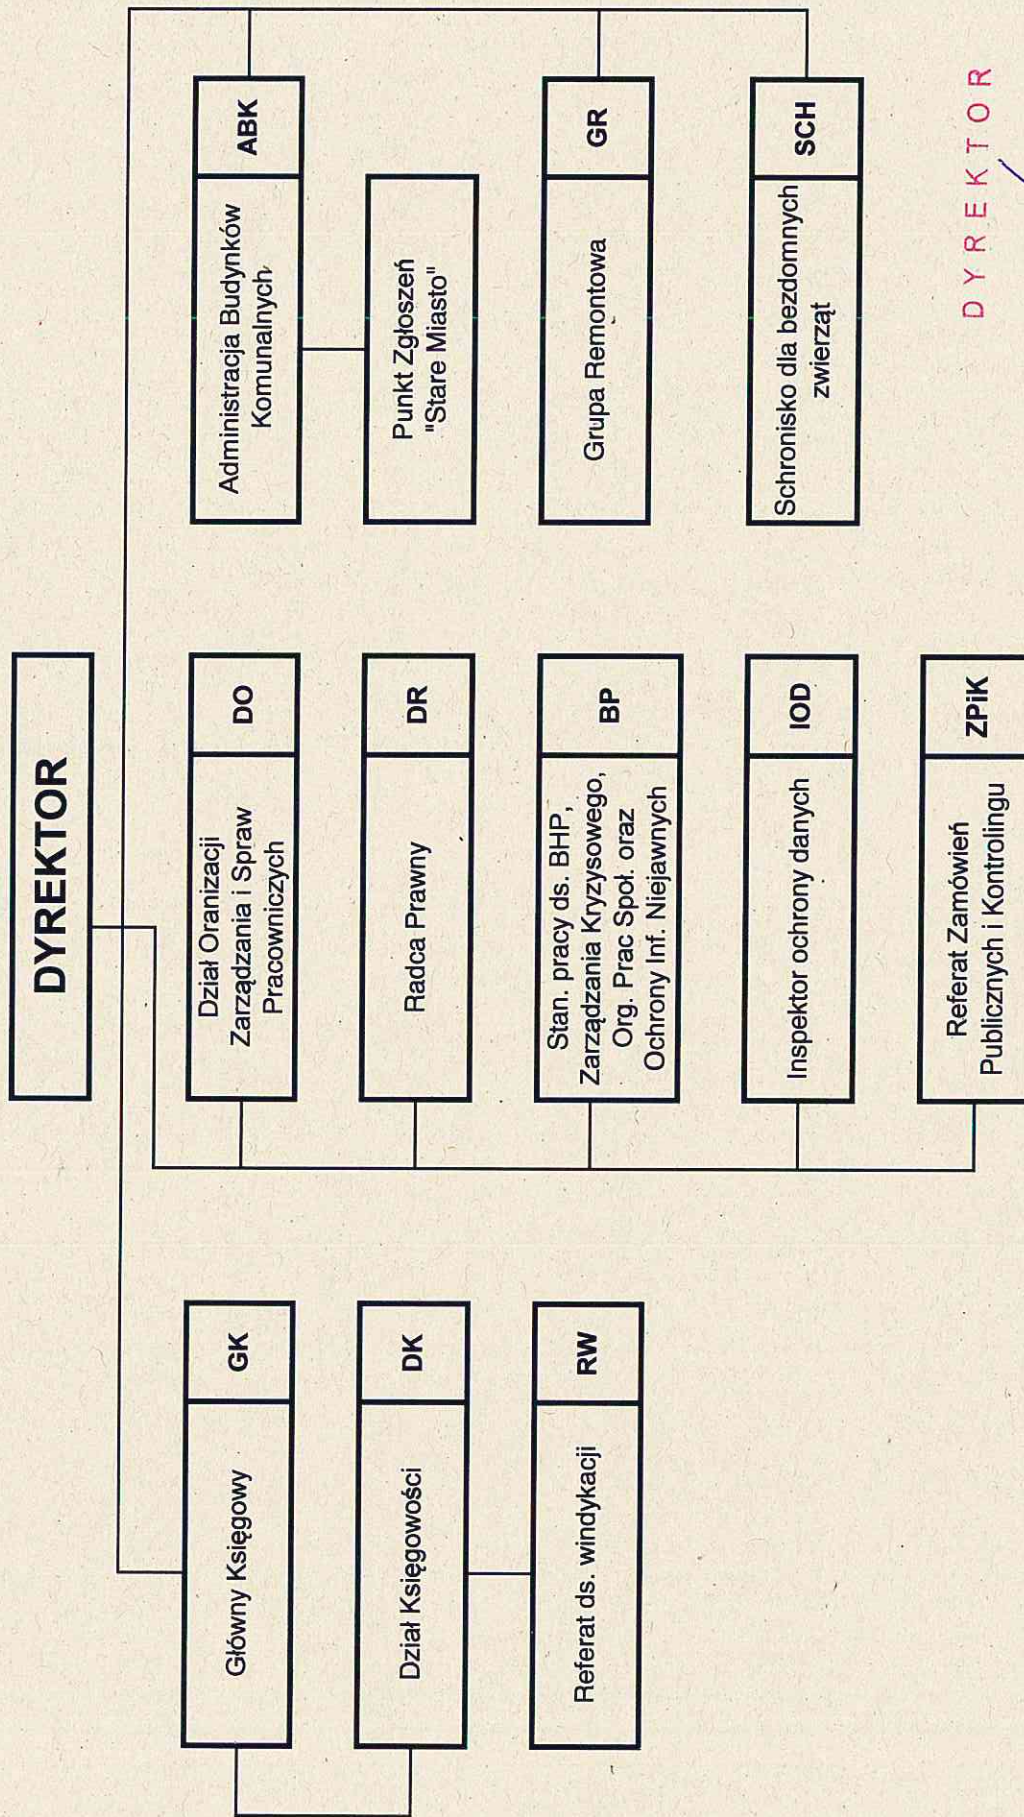 DYREKTOR
Główny Księgowy
GK
Dział Księgowości
DK
Referat ds. windykacji
RW
Dział Oranizacji
Zarządzania i Spraw
Pracowniczych
DO
Radca Prawny
DR
Stan. pracy ds. BHP,
Zarządzania Kryzysowego,
Org. Prac Społ. oraz
Ochrony Inf. Niejawnych
BP
Inspektor ochrony danych
IOD
Referat Zamówień
Publicznych i Kontrolingu
ZPiK
Administracja Budynków
Komunalnych
ABK
Punkt Zgłoszeń
"Stare Miasto"
Grupa Remontowa
GR
Schronisko dla bezdomnych
zwierząt
SCH
DYREKTOR